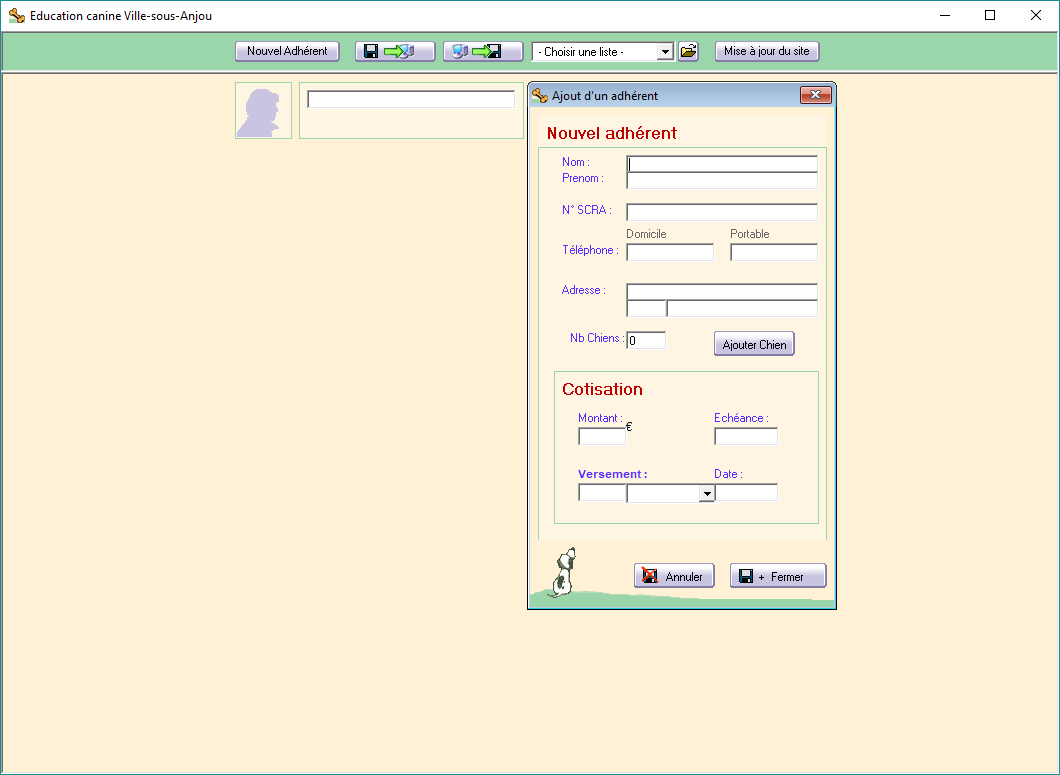 Education canine Ville-sous-Anjou
Nouvel Adhérent
- Choisir une liste -
Mise à jour du site
Ajout d'un adhérent
Nouvel adhérent
Nom :
Prenom :
N° SCRA :
Domicile Portable
Téléphone :
Adresse :
Nb Chiens : 0 Ajouter Chien
Cotisation
Montant : € Echéance :
Versement : Date :
Annuler + Fermer